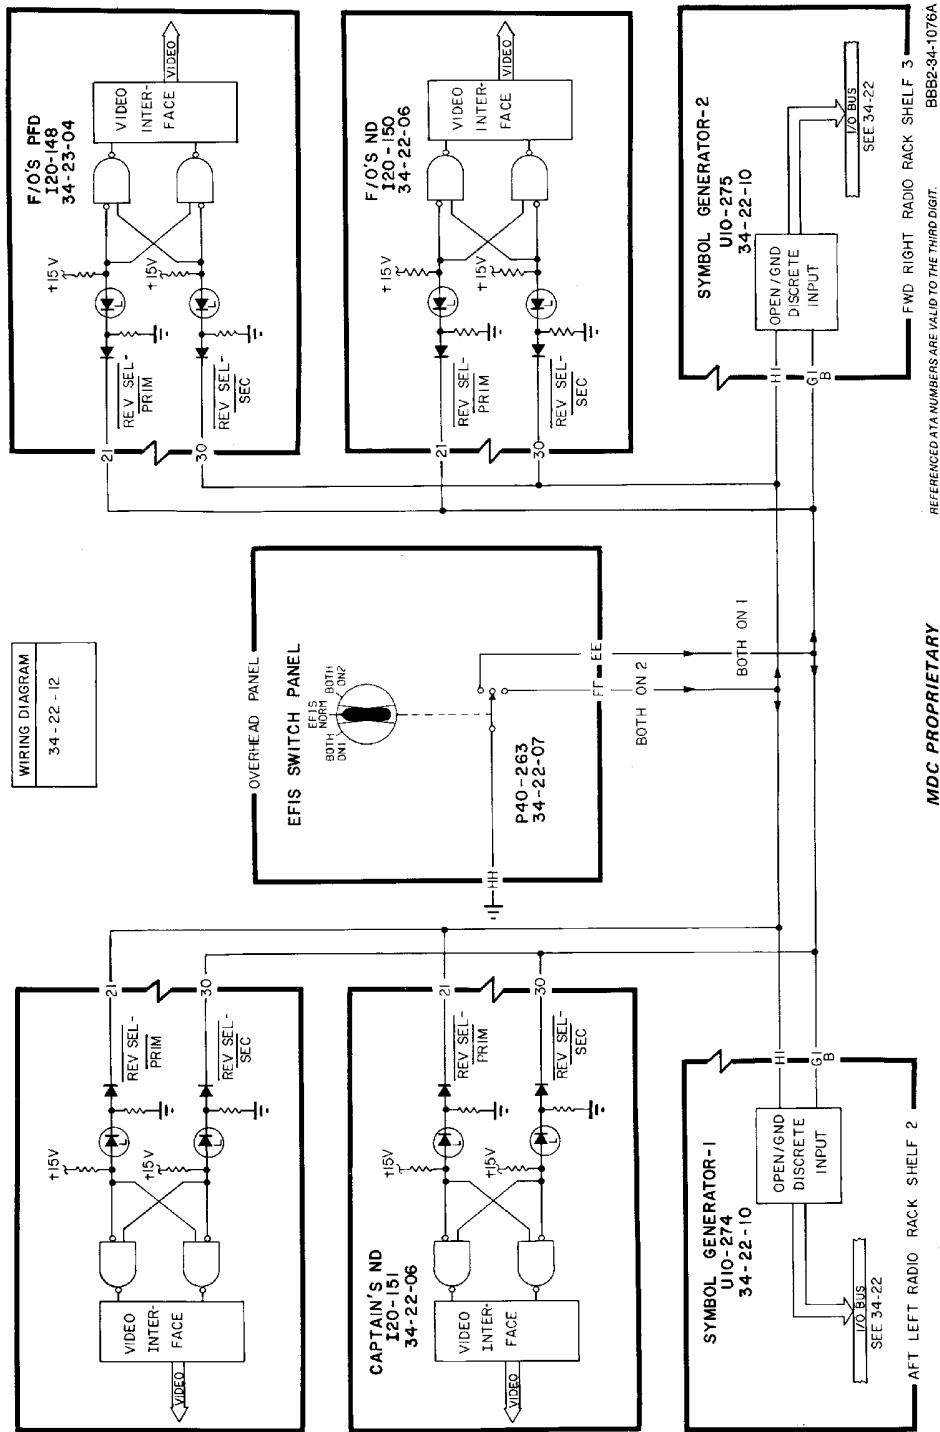 WIRING DIAGRAM
34-22-12
+15V
+15V
L
L
REV SEL-
PRIM
REV SEL-
SEC
21
30
VIDEO
INTER-
FACE
VIDEO
CAPTAIN'S ND
I20-151
34-22-06
+15V
+15V
L
L
REV SEL-
PRIM
REV SEL-
SEC
21
30
VIDEO
INTER-
FACE
VIDEO
SYMBOL GENERATOR-1
U10-274
34-22-10
OPEN/GND
DISCRETE
INPUT
H1
G1
B
I/O BUS
SEE 34-22
AFT LEFT RADIO RACK SHELF 2
OVERHEAD PANEL
EFIS SWITCH PANEL
EFIS
NORM
BOTH
ON1
BOTH
ON2
P40-263
34-22-07
HH
EE
FF
BOTH ON 2
BOTH ON 1
F/O'S PFD
I20-148
34-23-04
+15V
+15V
L
L
REV SEL-
PRIM
REV SEL-
SEC
21
30
VIDEO
INTER-
FACE
VIDEO
F/O'S ND
I20-150
34-22-06
+15V
+15V
L
L
REV SEL-
PRIM
REV SEL-
SEC
21
30
VIDEO
INTER-
FACE
VIDEO
SYMBOL GENERATOR-2
U10-275
34-22-10
OPEN/GND
DISCRETE
INPUT
H1
G1
B
I/O BUS
SEE 34-22
FWD RIGHT RADIO RACK SHELF 3
MDC PROPRIETARY
REFERENCED ATA NUMBERS ARE VALID TO THE THIRD DIGIT.
BBB2-34-1076A